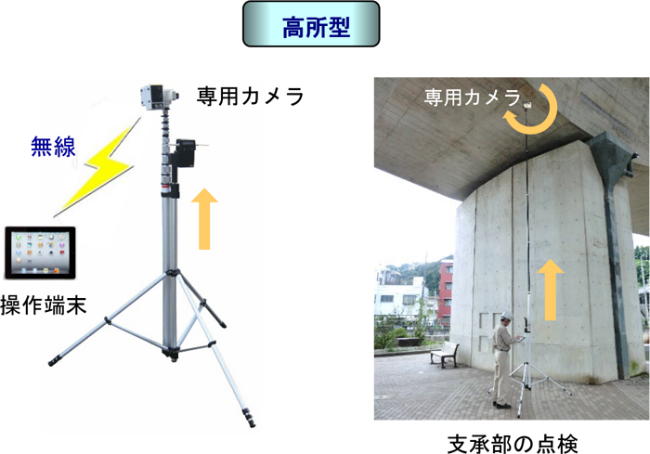 高所型
専用カメラ
無線
操作端末
専用カメラ
支承部の点検